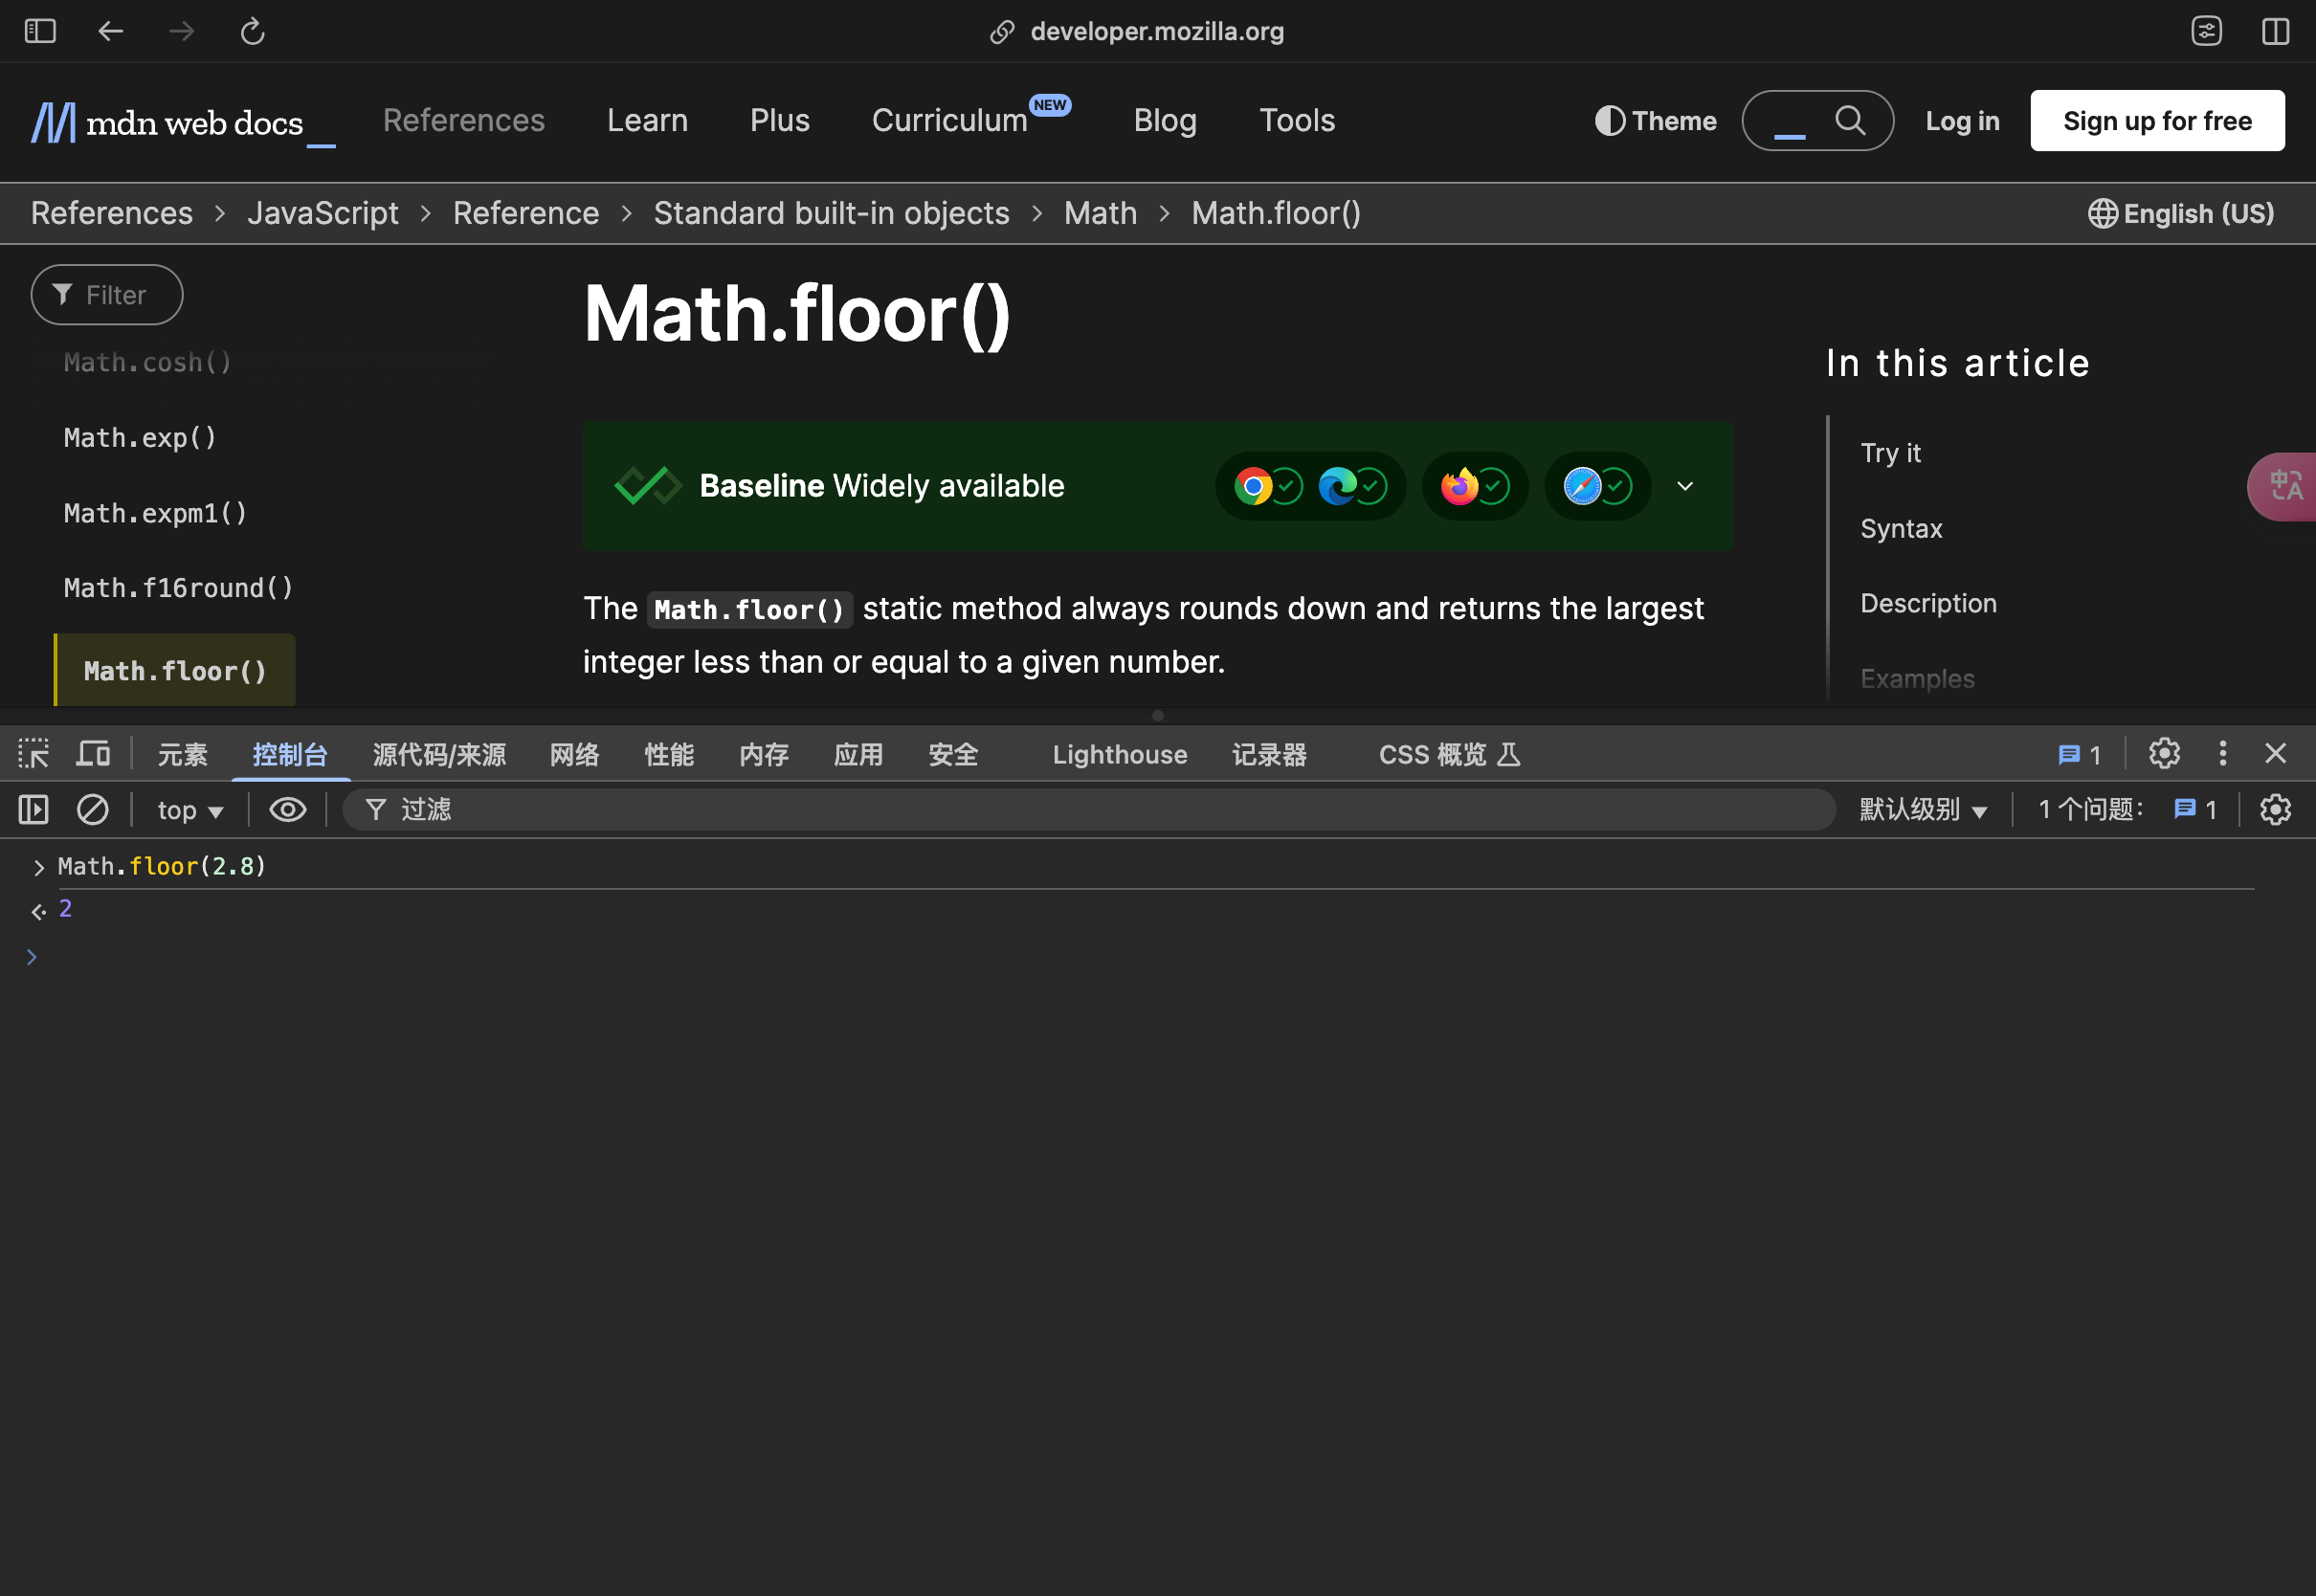 developer.mozilla.org
mdn web docs_ References Learn Plus Curriculum NEW Blog Tools Theme Log in Sign up for free
References > JavaScript > Reference > Standard built-in objects > Math > Math.floor() English (US)
Filter
Math.cosh()
Math.exp()
Math.expm1()
Math.f16round()
Math.floor()
Math.floor()
Baseline Widely available
The Math.floor() static method always rounds down and returns the largest
integer less than or equal to a given number.
In this article
Try it
Syntax
Description
Examples
中A
元素 控制台 源代码/来源 网络 性能 内存 应用 安全 Lighthouse 记录器 CSS 概览 1
top 过滤 默认级别 1 个问题： 1
Math.floor(2.8)
2